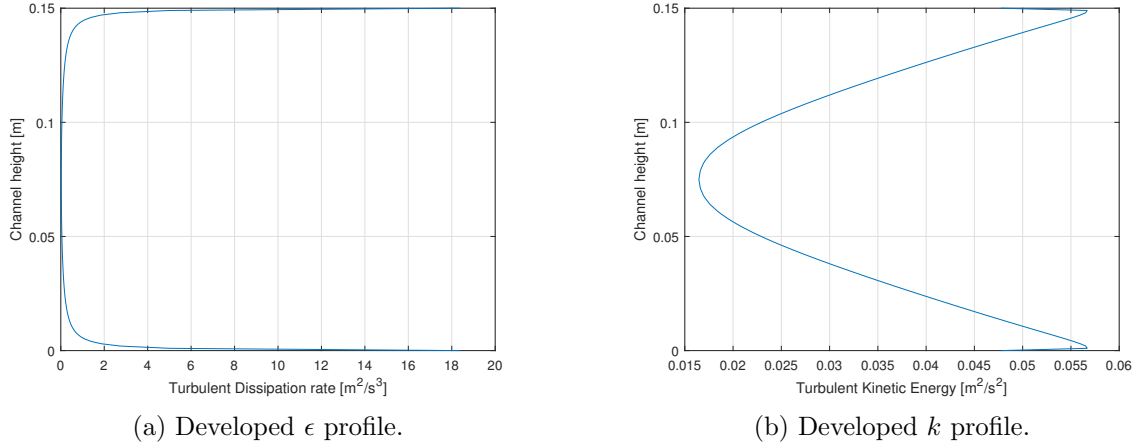 0.15
0.1
0.05
0
Channel height [m]
0 2 4 6 8 10 12 14 16 18 20
Turbulent Dissipation rate [m²/s³]
(a) Developed ϵ profile.
0.15
0.1
0.05
0
Channel height [m]
0.015 0.02 0.025 0.03 0.035 0.04 0.045 0.05 0.055 0.06
Turbulent Kinetic Energy [m²/s²]
(b) Developed k profile.